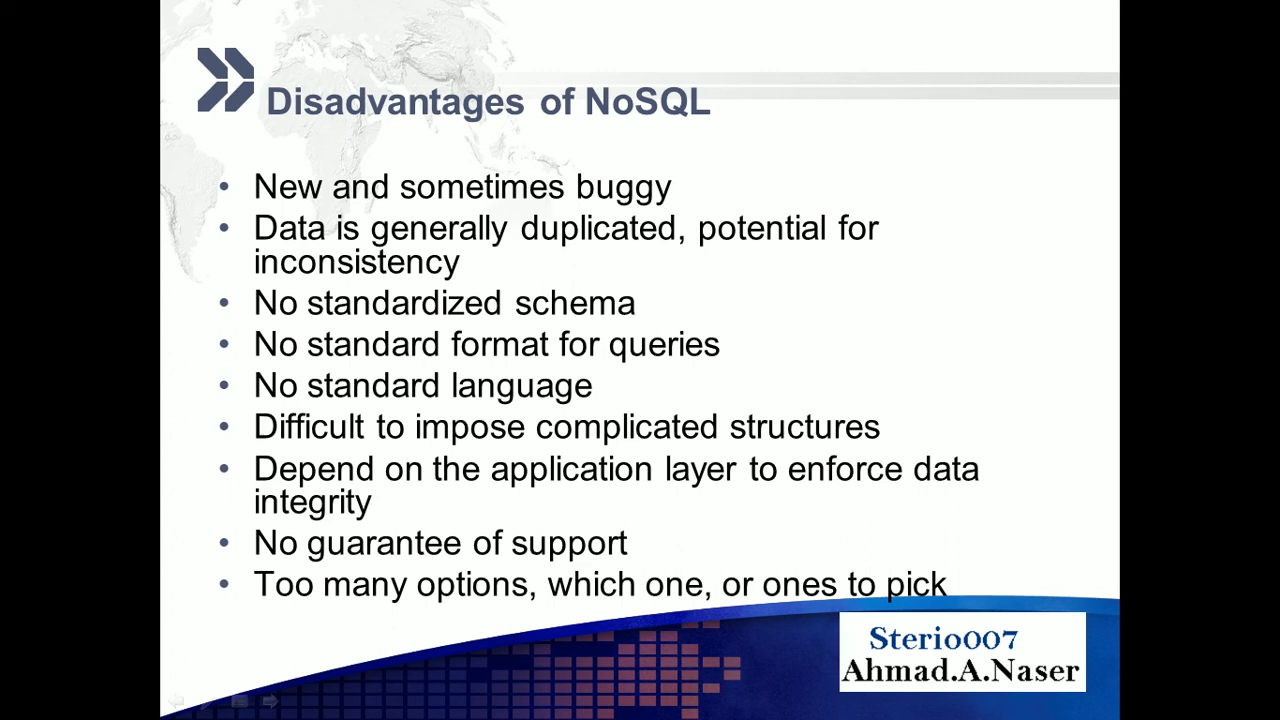 Disadvantages of NoSQL
• New and sometimes buggy
• Data is generally duplicated, potential for
inconsistency
• No standardized schema
• No standard format for queries
• No standard language
• Difficult to impose complicated structures
• Depend on the application layer to enforce data
integrity
• No guarantee of support
• Too many options, which one, or ones to pick
Sterio007
Ahmad.A.Naser